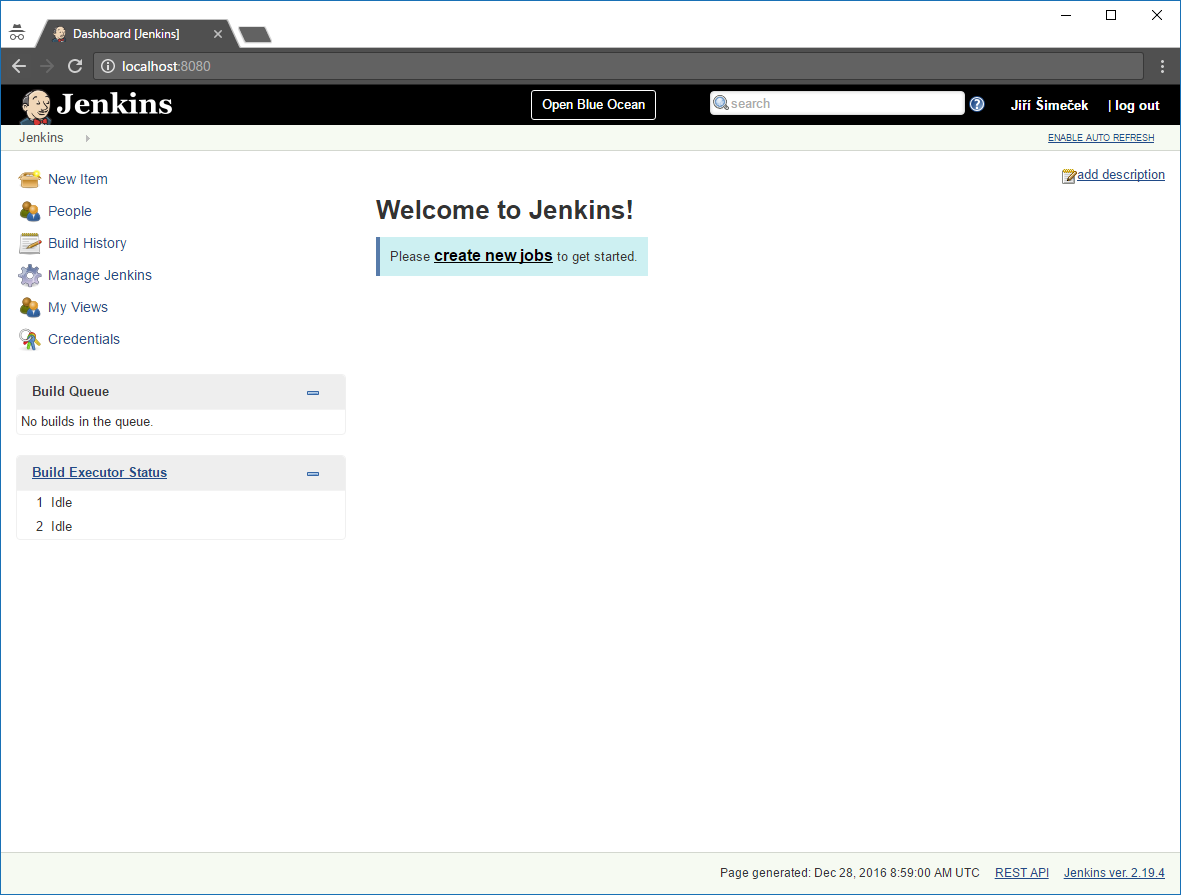 Dashboard [Jenkins]
localhost:8080
Jenkins
Open Blue Ocean
search
Jiří Šimeček
| log out
Jenkins
ENABLE AUTO REFRESH
New Item
People
Build History
Manage Jenkins
My Views
Credentials
Build Queue
No builds in the queue.
Build Executor Status
1 Idle
2 Idle
add description
Welcome to Jenkins!
Please create new jobs to get started.
Page generated: Dec 28, 2016 8:59:00 AM UTC REST API Jenkins ver. 2.19.4